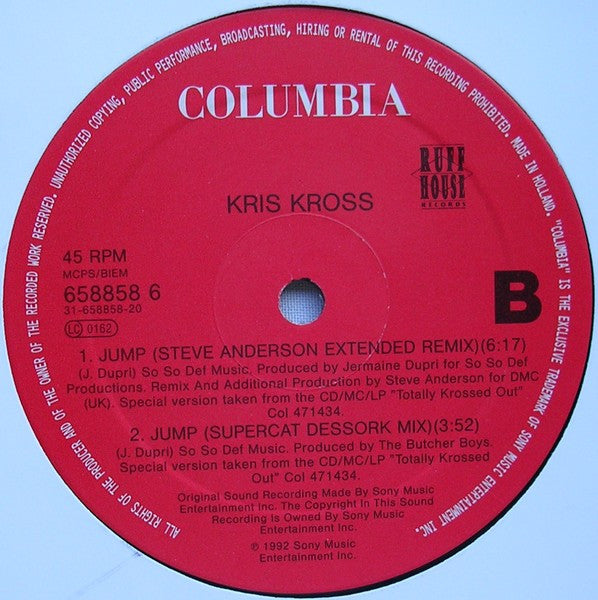 ALL RIGHTS OF THE PRODUCER AND OF THE OWNER OF THE RECORDED WORK RESERVED. UNAUTHORIZED COPYING, PUBLIC PERFORMANCE, BROADCASTING, HIRING OR RENTAL OF THIS RECORDING PROHIBITED. MADE IN HOLLAND. "COLUMBIA" IS THE EXCLUSIVE TRADEMARK OF SONY MUSIC ENTERTAINMENT INC.
COLUMBIA
RUFF
HOUSE
RECORDS
KRIS KROSS
45 RPM
MCPS/BIEM
658858 6
31-658858-20
LC 0162
B
1. JUMP (STEVE ANDERSON EXTENDED REMIX)(6:17)
(J. Dupri) So So Def Music. Produced by Jermaine Dupri for So So Def
Productions. Remix And Additional Production by Steve Anderson for DMC
(UK). Special version taken from the CD/MC/LP "Totally Krossed Out"
Col 471434.
2. JUMP (SUPERCAT DESSORK MIX)(3:52)
(J. Dupri) So So Def Music. Produced by The Butcher Boys.
Special version taken from the CD/MC/LP "Totally Krossed
Out" Col 471434.
Original Sound Recording Made By Sony Music
Entertainment Inc. The Copyright In This Sound
Recording Is Owned By Sony Music
Entertainment Inc.
℗ 1992 Sony Music
Entertainment Inc.